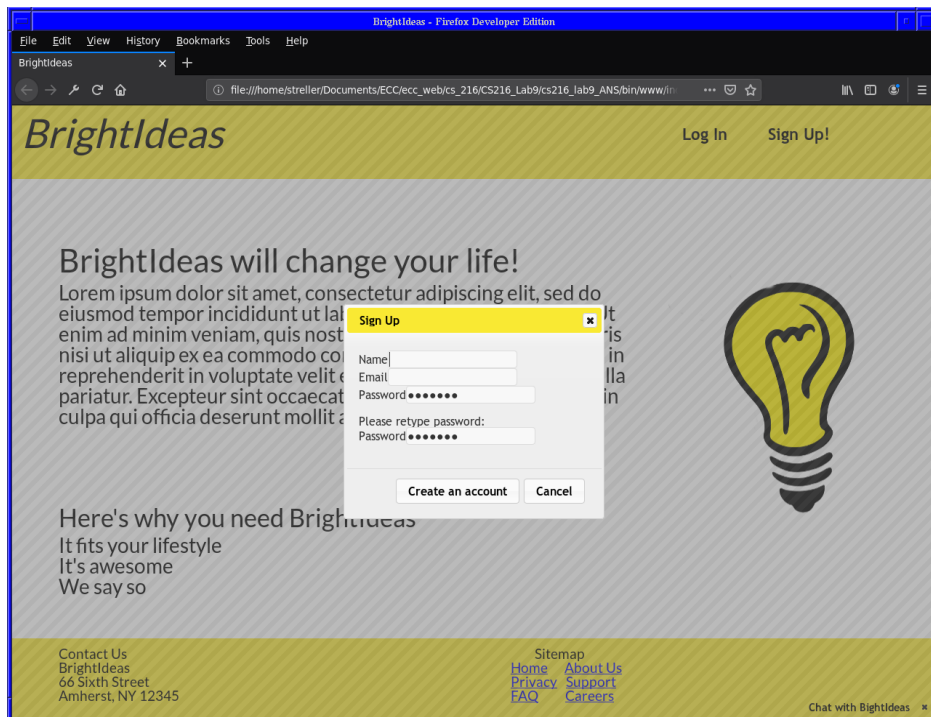 BrightIdeas - Firefox Developer Edition
File Edit View History Bookmarks Tools Help
BrightIdeas
file:///home/streller/Documents/ECC/ecc_web/cs_216/CS216_Lab9/cs216_lab9_ANS/bin/www/in
BrightIdeas
Log In Sign Up!
BrightIdeas will change your life!
Lorem ipsum dolor sit amet, consectetur adipiscing elit, sed do
eiusmod tempor incididunt ut
enim ad minim veniam, quis
nisi ut aliquip ex ea commodo in
reprehenderit in voluptate velit
pariatur. Excepteur sint occaecat in
culpa qui officia deserunt mollit
Sign Up
Name
Email
Password
Please retype password:
Password
Create an account Cancel
Here's why you need BrightIdeas
It fits your lifestyle
It's awesome
We say so
Contact Us
BrightIdeas
66 Sixth Street
Amherst, NY 12345
Sitemap
Home About Us
Privacy Support
FAQ Careers
Chat with BightIdeas